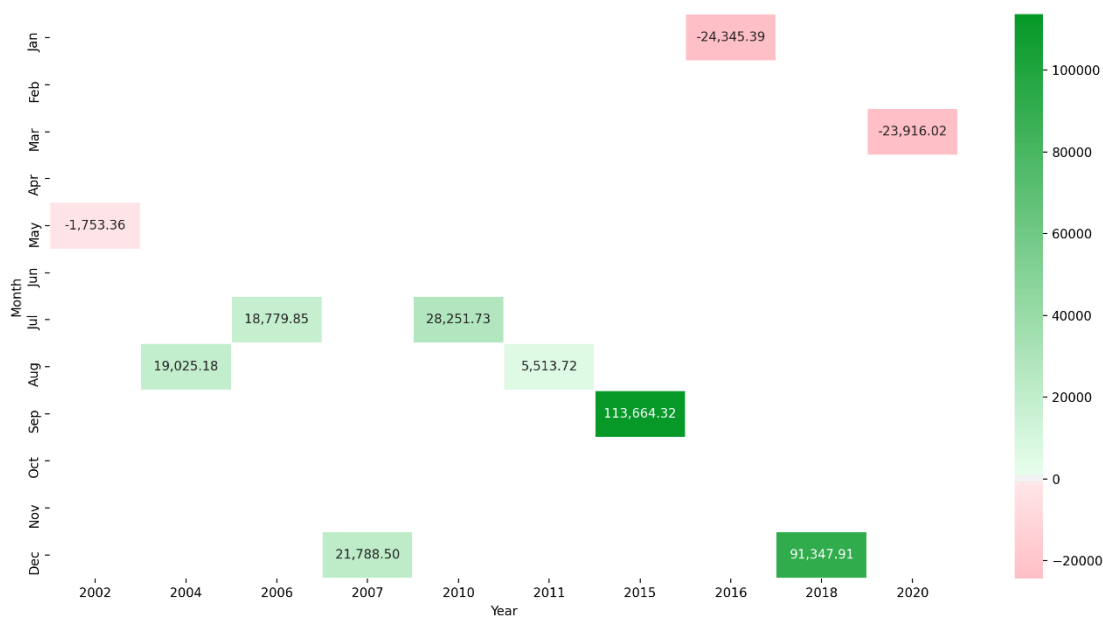 Jan
-24,345.39
100000
Feb
Mar
-23,916.02
80000
Apr
May
-1,753.36
60000
Jun
Month
Jul
18,779.85
28,251.73
40000
Aug
19,025.18
5,513.72
20000
Sep
113,664.32
Oct
0
Nov
Dec
21,788.50
91,347.91
−20000
2002 2004 2006 2007 2010 2011 2015 2016 2018 2020
Year